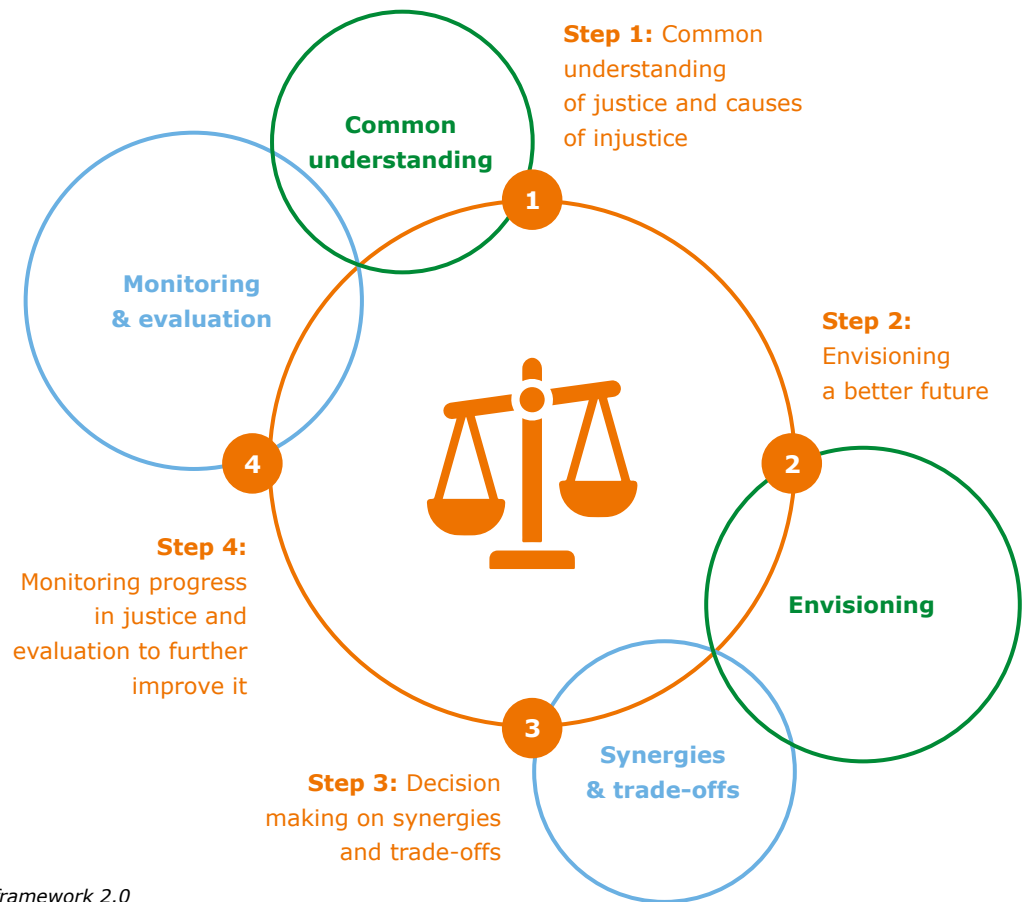 Step 1: Common
understanding
of justice and causes
of injustice
Common
understanding
1
Monitoring
& evaluation
Step 2:
Envisioning
a better future
4
2
Step 4:
Monitoring progress
in justice and
evaluation to further
improve it
Envisioning
3
Synergies
& trade-offs
Step 3: Decision
making on synergies
and trade-offs
framework 2.0